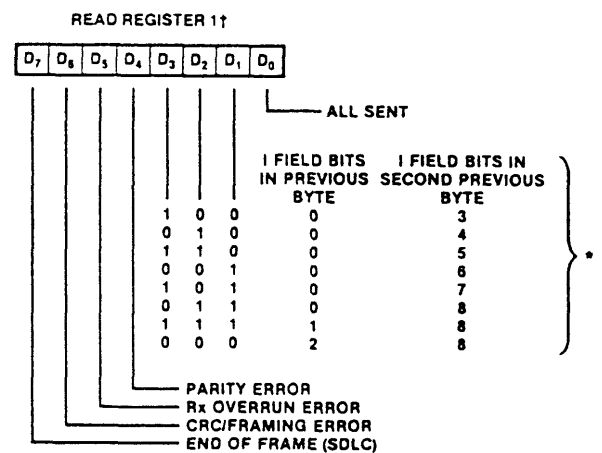 READ REGISTER 1†
D7 D6 D5 D4 D3 D2 D1 D0
ALL SENT
I FIELD BITS I FIELD BITS IN
IN PREVIOUS SECOND PREVIOUS
BYTE BYTE
1 0 0 0 3
0 1 0 0 4
1 1 0 0 5
0 0 1 0 6
1 0 1 0 7
0 1 1 0 8
1 1 1 1 8
0 0 0 2 8
*
PARITY ERROR
Rx OVERRUN ERROR
CRC/FRAMING ERROR
END OF FRAME (SDLC)